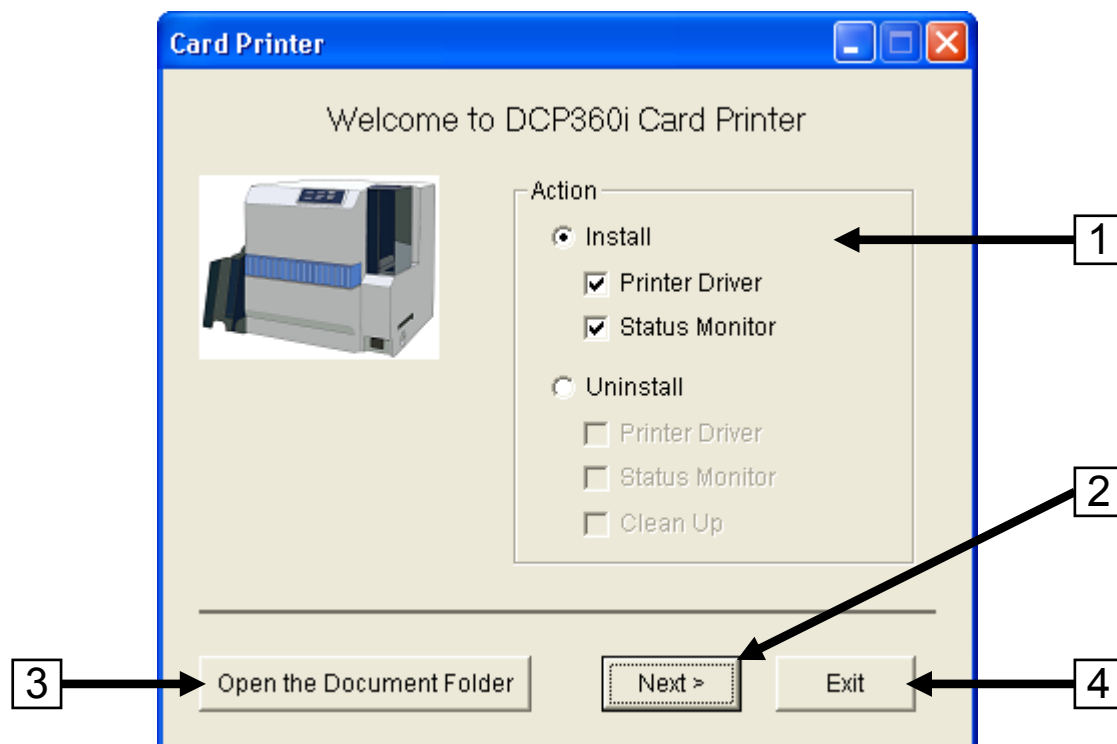 Card Printer
Welcome to DCP360i Card Printer
Action
Install
1
Printer Driver
Status Monitor
Uninstall
Printer Driver
Status Monitor
2
Clean Up
3
Open the Document Folder
Next >
Exit
4